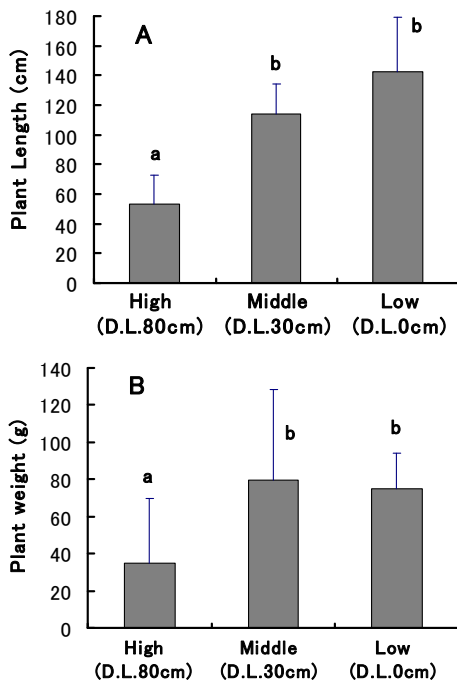 A
Plant Length (cm)
180
160
140
120
100
80
60
40
20
0
a
b
b
High
(D.L.80cm)
Middle
(D.L.30cm)
Low
(D.L.0cm)
B
Plant weight (g)
140
120
100
80
60
40
20
0
a
b
b
High
(D.L.80cm)
Middle
(D.L.30cm)
Low
(D.L.0cm)